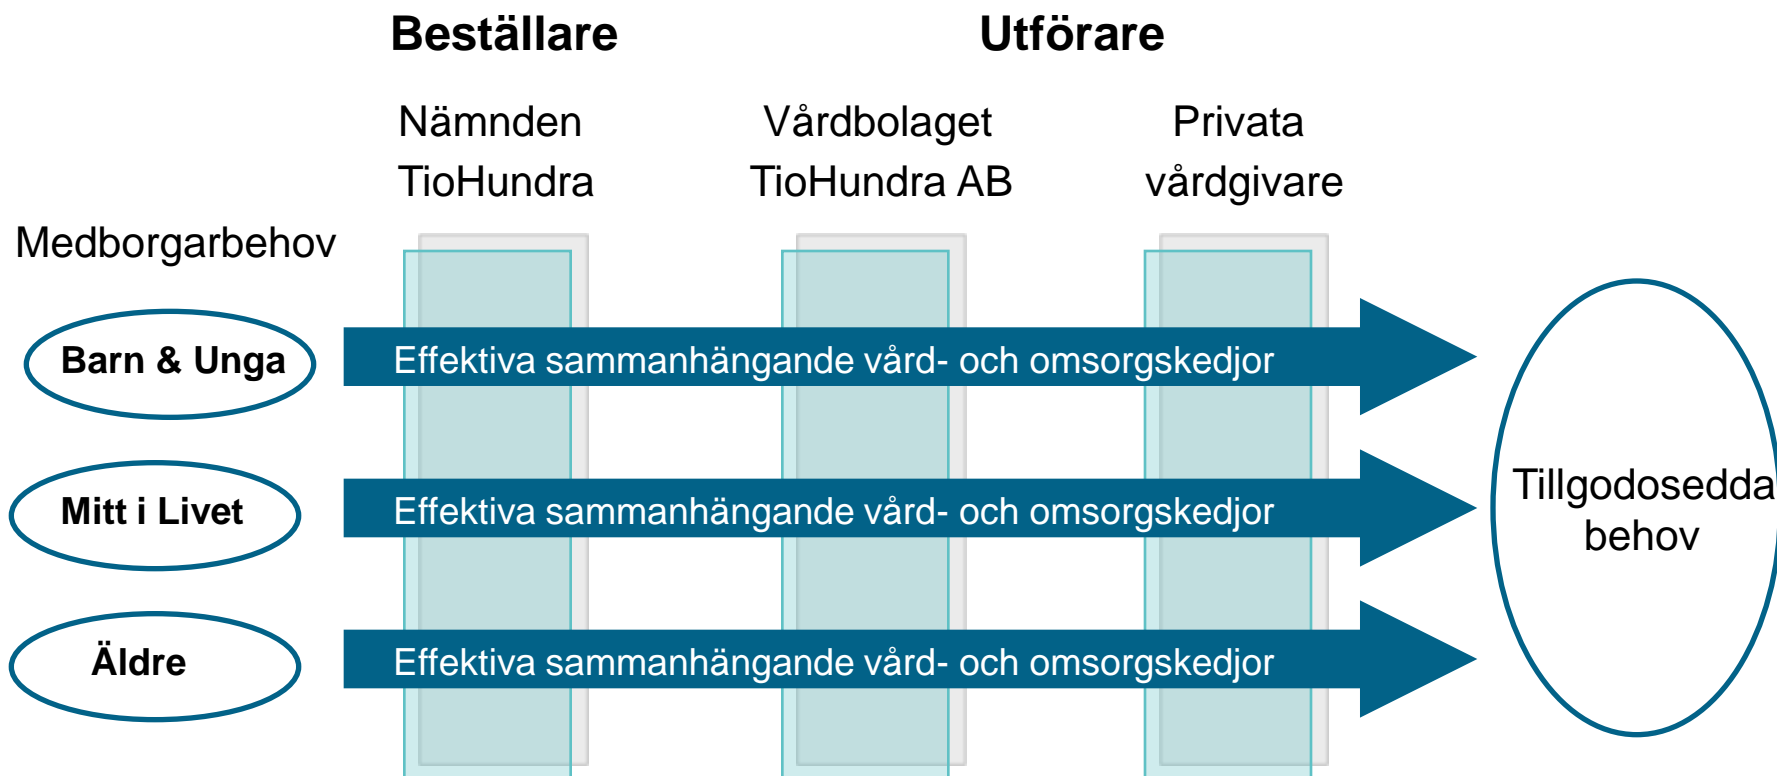 Beställare
Utförare
Nämnden
TioHundra
Vårdbolaget
TioHundra AB
Privata
vårdgivare
Medborgarbehov
Barn & Unga
Effektiva sammanhängande vård- och omsorgskedjor
Mitt i Livet
Effektiva sammanhängande vård- och omsorgskedjor
Äldre
Effektiva sammanhängande vård- och omsorgskedjor
Tillgodosedda
behov